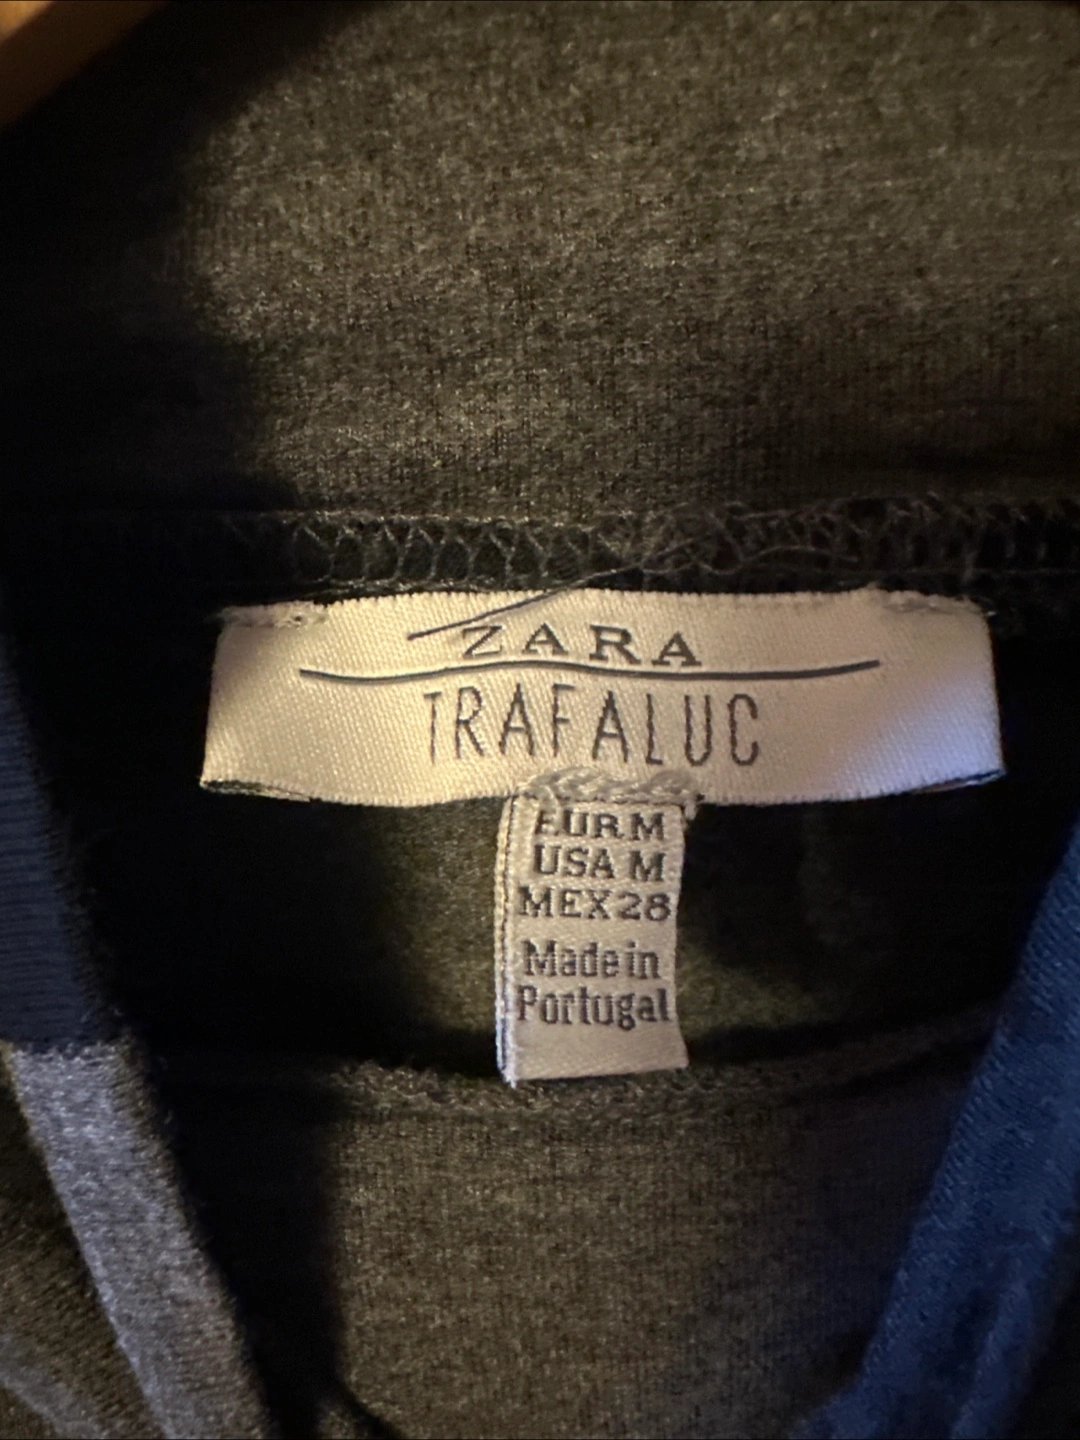 ZARA
TRAFALUC
EUR M
USA M
MEX 28
Made in
Portugal